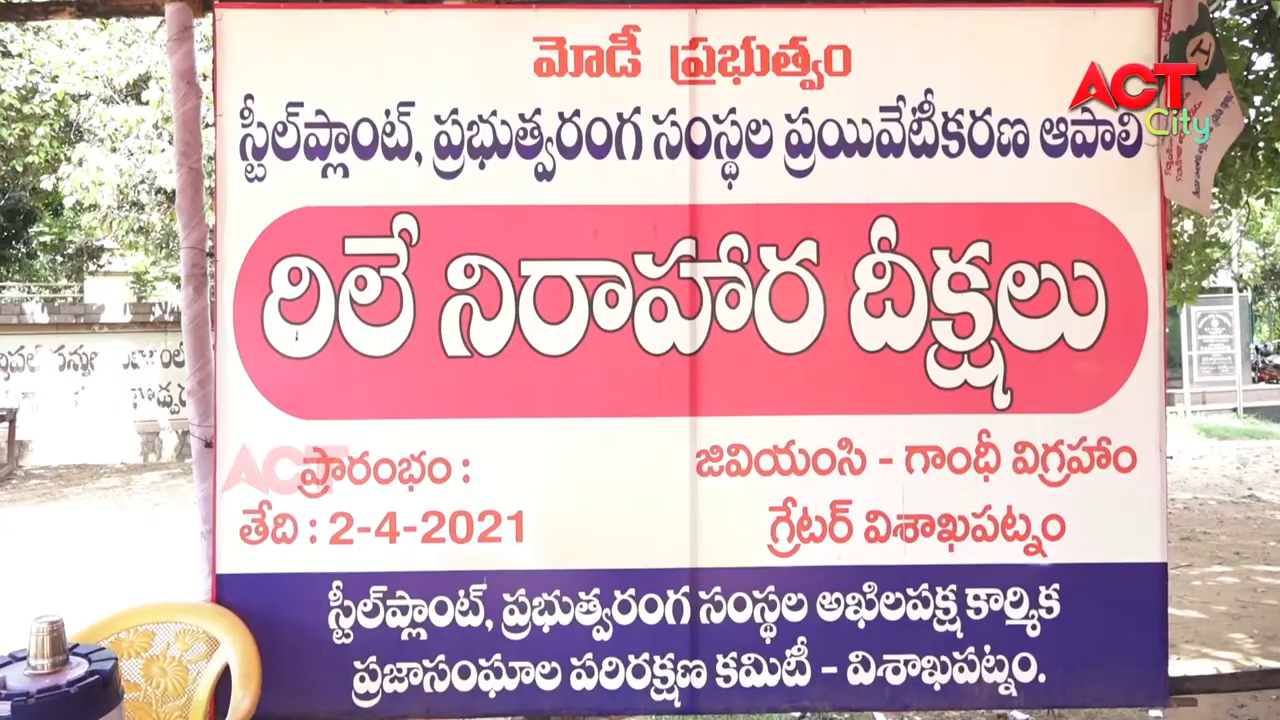 మోడీ ప్రభుత్వం
స్టీల్‌ప్లాంట్, ప్రభుత్వరంగ సంస్థల ప్రయివేటీకరణ ఆపాలి
రిలే నిరాహార దీక్షలు
ప్రారంభం :
తేది : 2-4-2021
జివియంసి - గాంధీ విగ్రహాం
గ్రేటర్ విశాఖపట్నం
స్టీల్‌ప్లాంట్, ప్రభుత్వరంగ సంస్థల అఖిలపక్ష కార్మిక
ప్రజాసంఘాల పరిరక్షణ కమిటీ - విశాఖపట్నం.
ACT
City
ACT